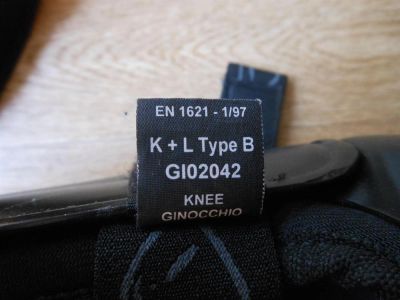 EN 1621 - 1/97
K + L Type B
GI02042
KNEE
GINOCCHIO